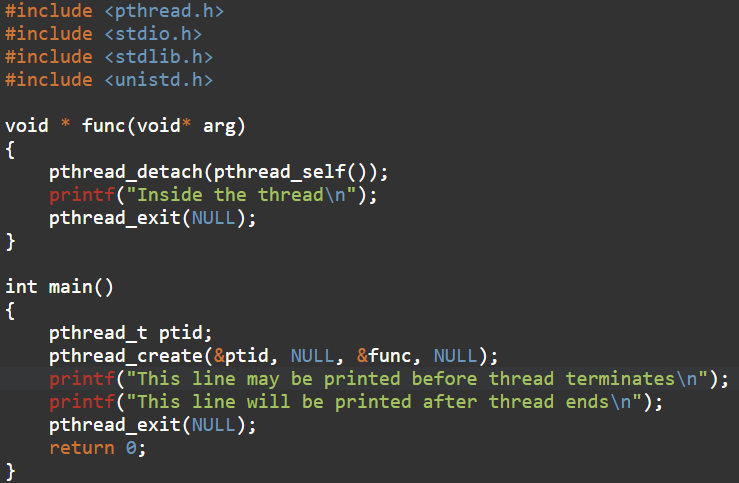 #include <pthread.h>
#include <stdio.h>
#include <stdlib.h>
#include <unistd.h>

void * func(void* arg)
{
    pthread_detach(pthread_self());
    printf("Inside the thread\n");
    pthread_exit(NULL);
}

int main()
{
    pthread_t ptid;
    pthread_create(&ptid, NULL, &func, NULL);
    printf("This line may be printed before thread terminates\n");
    printf("This line will be printed after thread ends\n");
    pthread_exit(NULL);
    return 0;
}